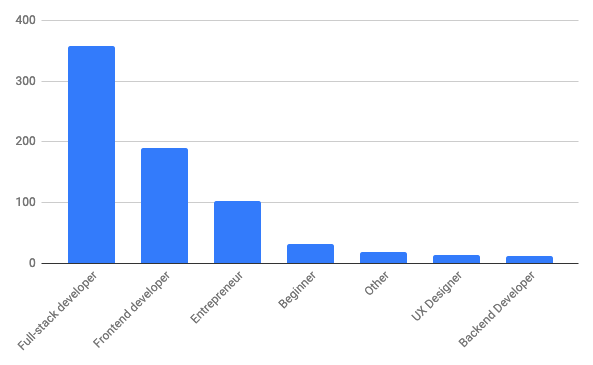 400
300
200
100
0
Full-stack developer
Frontend developer
Entrepreneur
Beginner
Other
UX Designer
Backend Developer